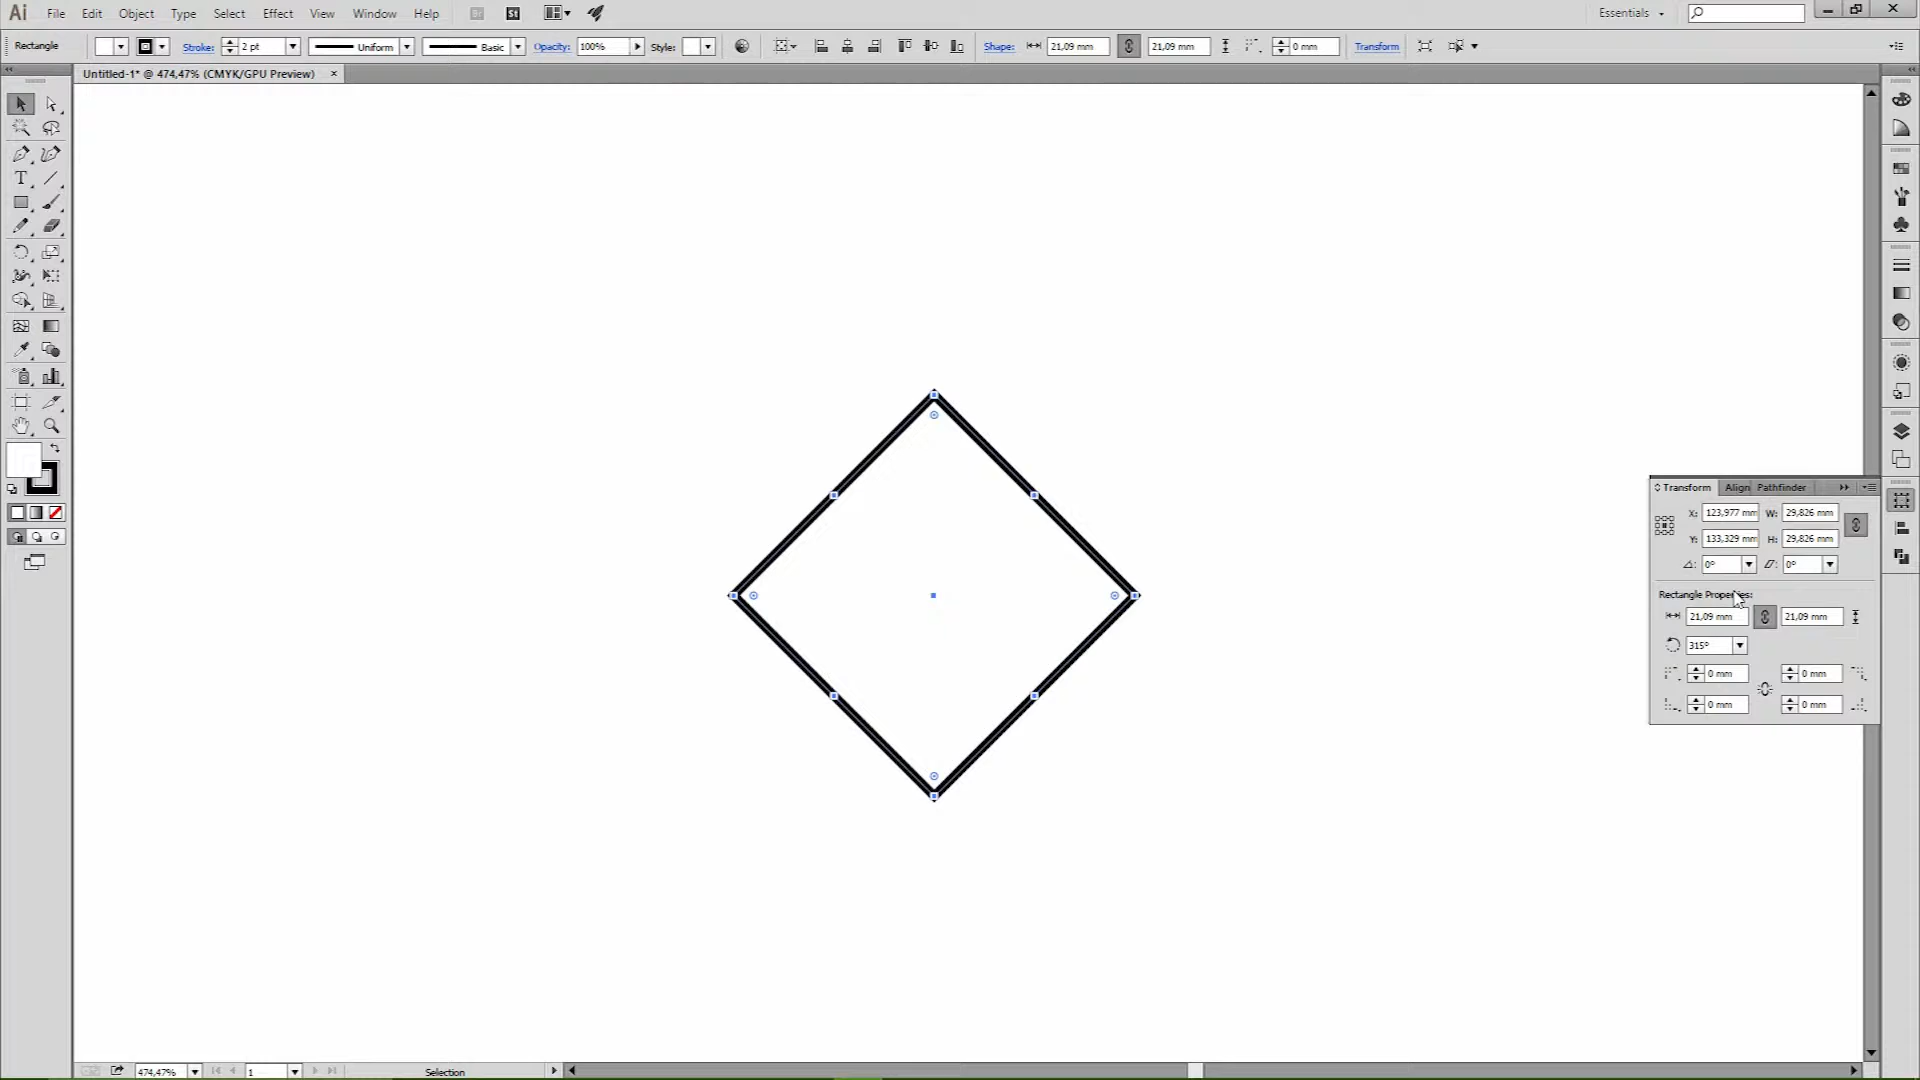 Ai File Edit Object Type Select Effect View Window Help Br St Essentials
Rectangle Stroke: 2 pt Uniform Basic Opacity: 100% Style: Shape: 21,09 mm 21,09 mm 0 mm Transform
Untitled-1* @ 474,47% (CMYK/GPU Preview) ×
Transform Align Pathfinder
X: 123,977 mm W: 29,826 mm
Y: 133,329 mm H: 29,826 mm
0° 0°
Rectangle Properties:
21,09 mm 21,09 mm
315°
0 mm 0 mm
0 mm 0 mm
474,47% 1 Selection